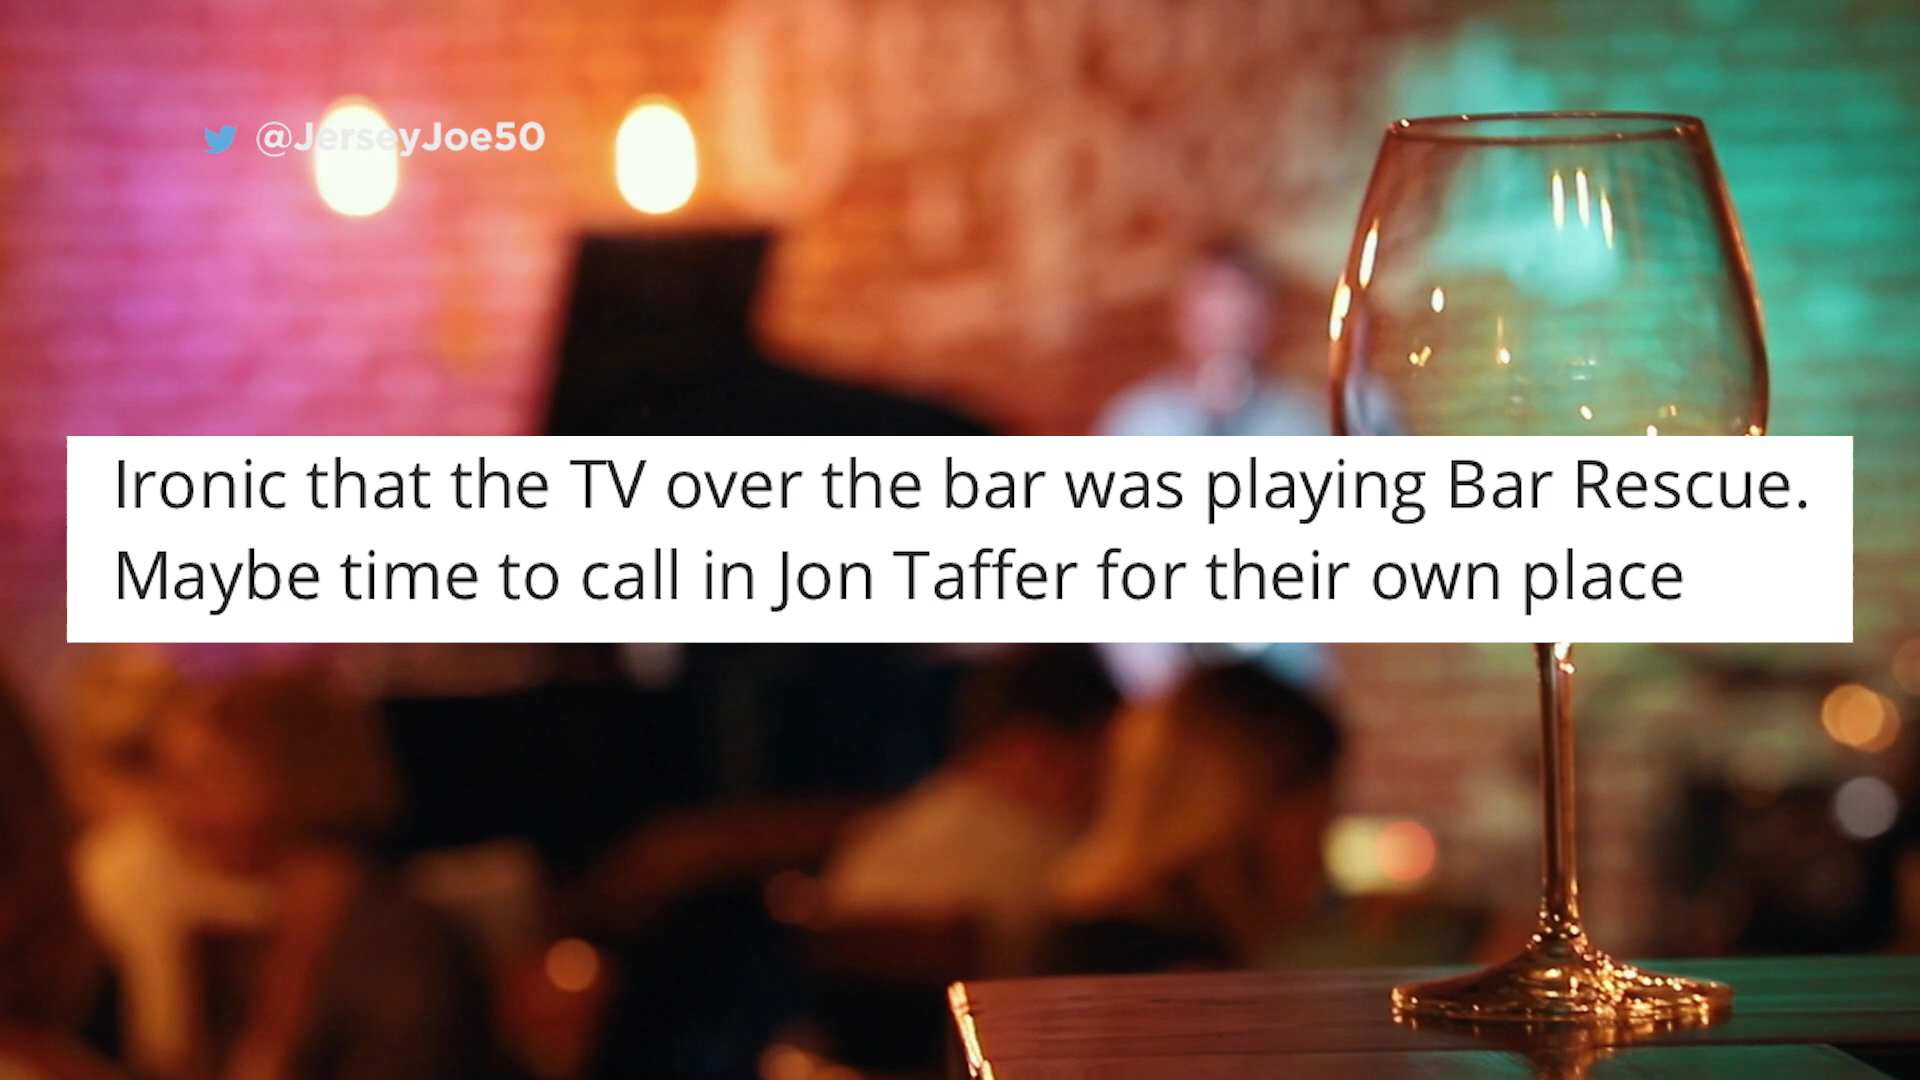 @JerseyJoe50
Ironic that the TV over the bar was playing Bar Rescue.
Maybe time to call in Jon Taffer for their own place